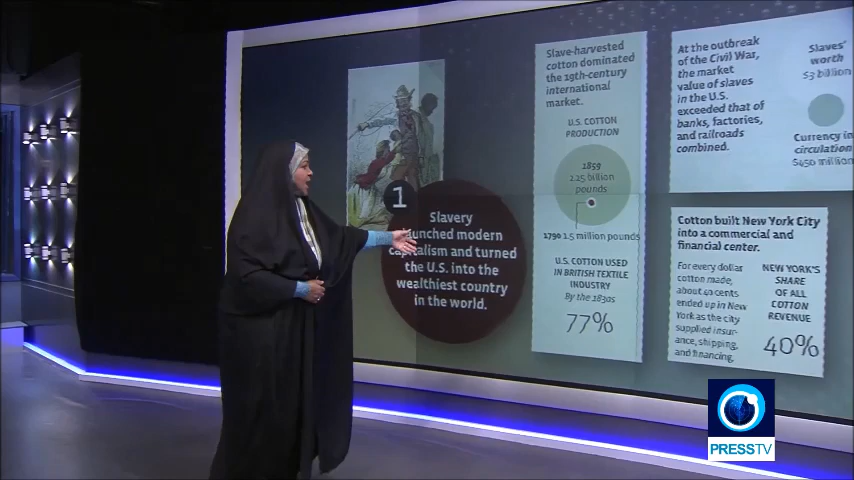 1
Slavery
launched modern
capitalism and turned
the U.S. into the
wealthiest country
in the world.
Slave-harvested
cotton dominated
the 19th-century
international
market.
U.S. COTTON
PRODUCTION
1859
2.25 billion
pounds
1790 1.5 million pounds
U.S. COTTON USED
IN BRITISH TEXTILE
INDUSTRY
By the 1830s
77%
At the outbreak
of the Civil War,
the market
value of slaves
in the U.S.
exceeded that of
banks, factories,
and railroads
combined.
Slaves'
worth
$3 billion
Currency in
circulation
$450 million
Cotton built New York City
into a commercial and
financial center.
For every dollar
cotton made,
about 40 cents
ended up in New
York as the city
supplied insur-
ance, shipping,
and financing.
NEW YORK'S
SHARE
OF ALL
COTTON
REVENUE
40%
PRESSTV